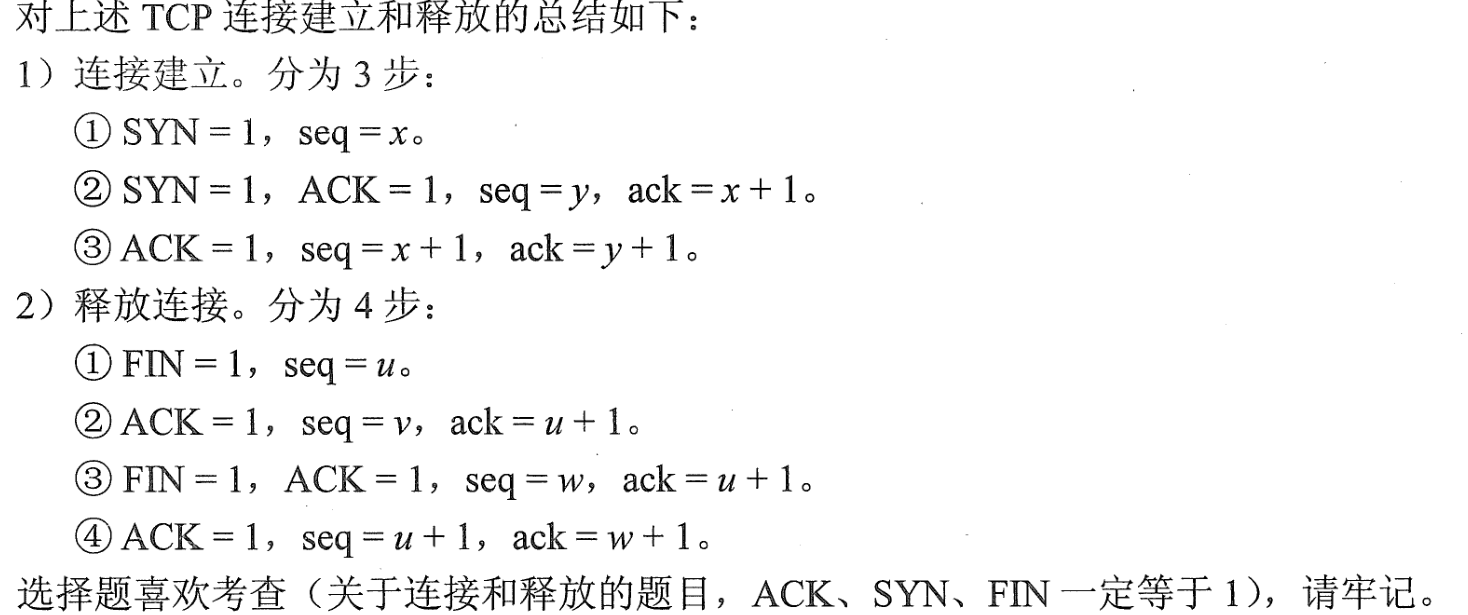 对上述 TCP 连接建立和释放的总结如下：
1）连接建立。分为 3 步：
① SYN = 1，seq = x。
② SYN = 1，ACK = 1，seq = y，ack = x + 1。
③ ACK = 1，seq = x + 1，ack = y + 1。
2）释放连接。分为 4 步：
① FIN = 1，seq = u。
② ACK = 1，seq = v，ack = u + 1。
③ FIN = 1，ACK = 1，seq = w，ack = u + 1。
④ ACK = 1，seq = u + 1，ack = w + 1。
选择题喜欢考查（关于连接和释放的题目，ACK、SYN、FIN 一定等于 1），请牢记。